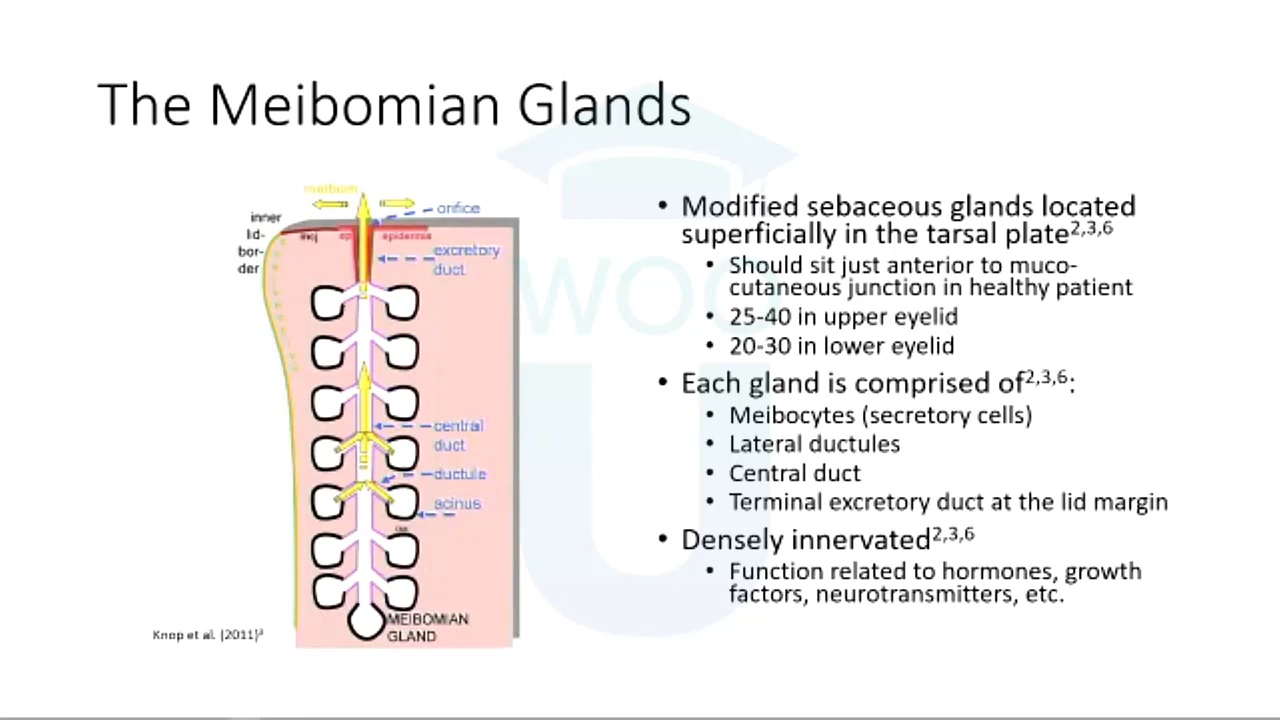 The Meibomian Glands
meibum
orifice
inner
lid-
bor-
der
mcj
ep
epidermis
excretory
duct
central
duct
ductule
acinus
MEIBOMIAN
GLAND
Knop et al. (2011)³
• Modified sebaceous glands located
superficially in the tarsal plate2,3,6
• Should sit just anterior to muco-
cutaneous junction in healthy patient
• 25-40 in upper eyelid
• 20-30 in lower eyelid
• Each gland is comprised of2,3,6:
• Meibocytes (secretory cells)
• Lateral ductules
• Central duct
• Terminal excretory duct at the lid margin
• Densely innervated2,3,6
• Function related to hormones, growth
factors, neurotransmitters, etc.
WOO
U